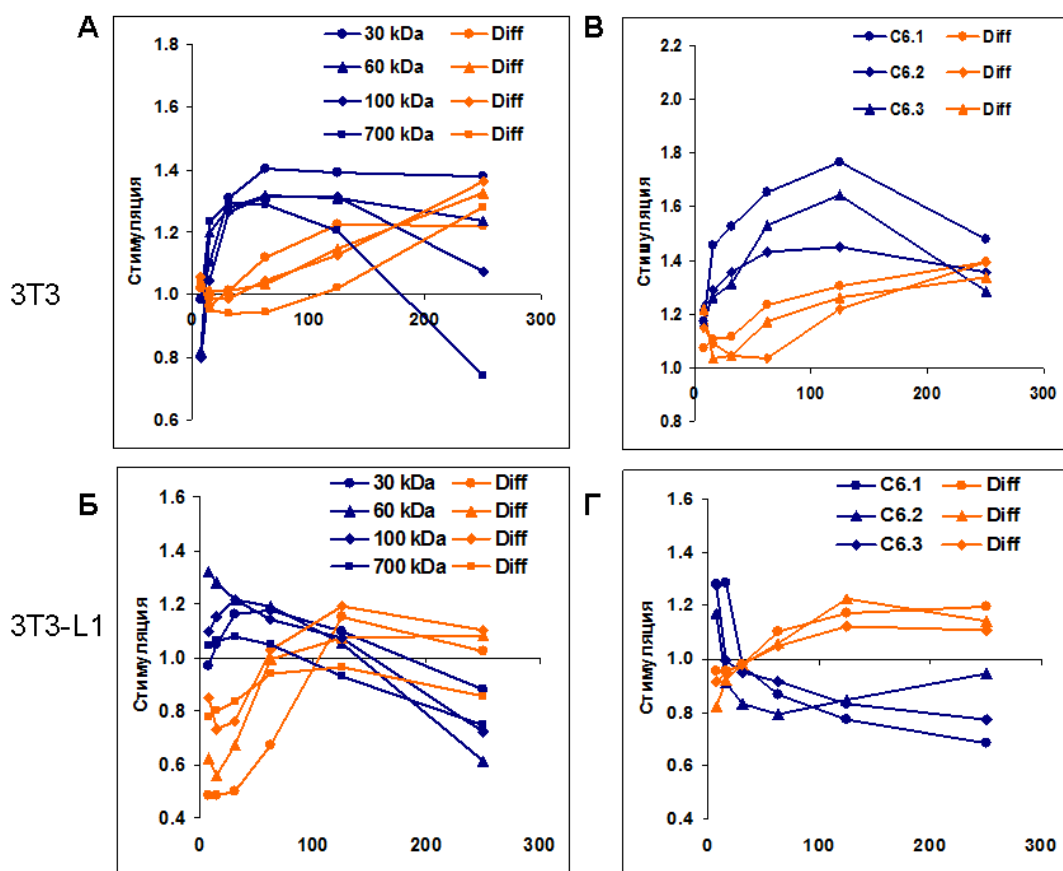 А
1.8
1.6
1.4
1.2
1.0
0.8
0.6
Стимуляция
30 kDa Diff
60 kDa Diff
100 kDa Diff
700 kDa Diff
0 100 200 300
3T3
В
2.2
2.0
1.8
1.6
1.4
1.2
1.0
0.8
Стимуляция
C6.1 Diff
C6.2 Diff
C6.3 Diff
0 100 200 300
Б
1.6
1.4
1.2
1.0
0.8
0.6
0.4
Стимуляция
30 kDa Diff
60 kDa Diff
100 kDa Diff
700 kDa Diff
0 100 200 300
3T3-L1
Г
1.6
1.4
1.2
1.0
0.8
0.6
0.4
Стимуляция
C6.1 Diff
C6.2 Diff
C6.3 Diff
0 100 200 300